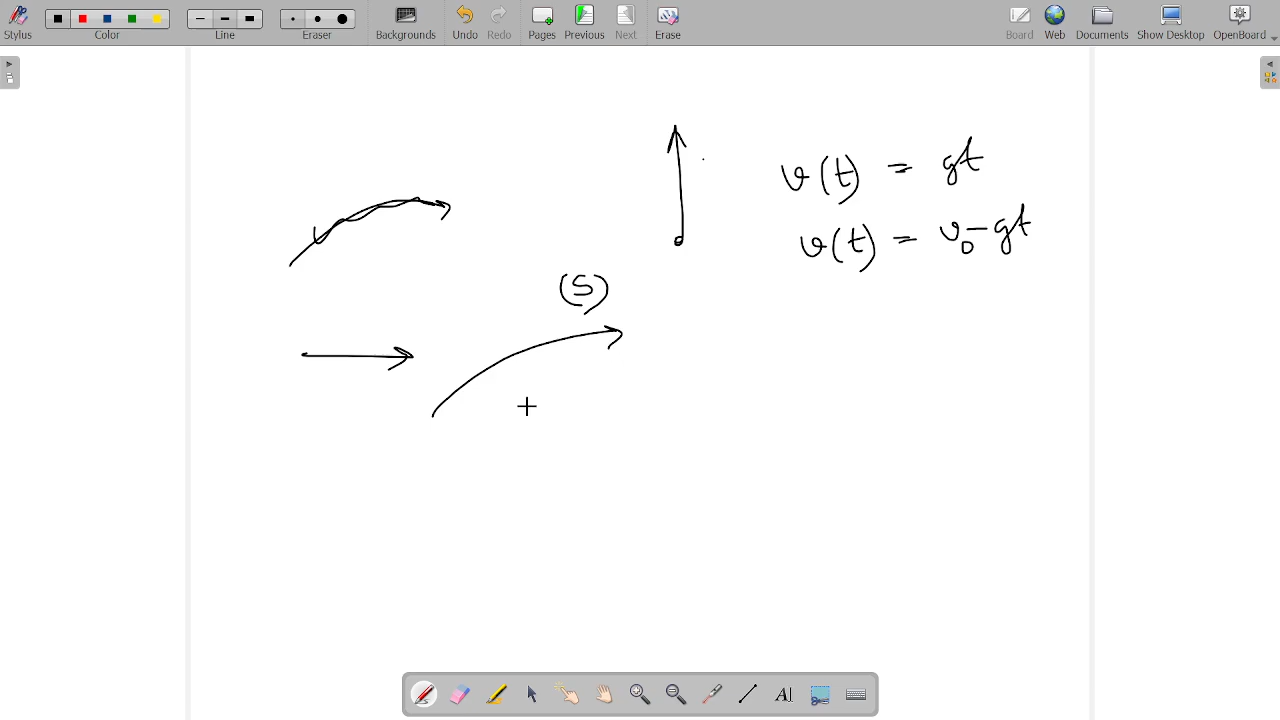 Stylus Color Line Eraser Backgrounds Undo Redo Pages Previous Next Erase Board Web Documents Show Desktop OpenBoard
v(t) = gt
v(t) = v₀ - gt
(S)
AI